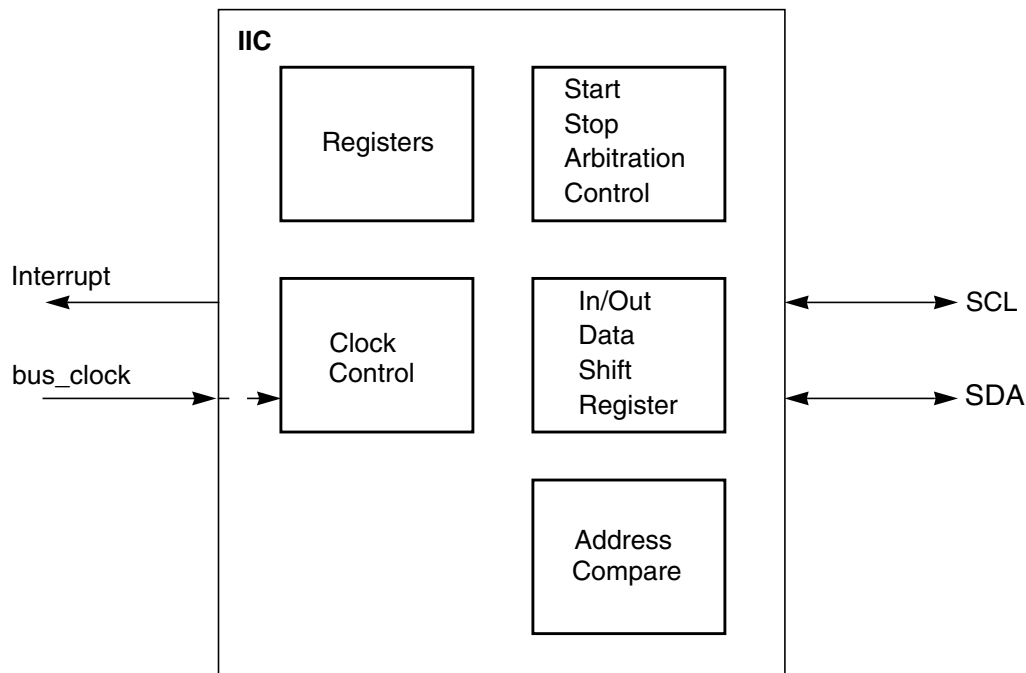 IIC
Registers
Start
Stop
Arbitration
Control
Interrupt
bus_clock
Clock
Control
In/Out
Data
Shift
Register
SCL
SDA
Address
Compare